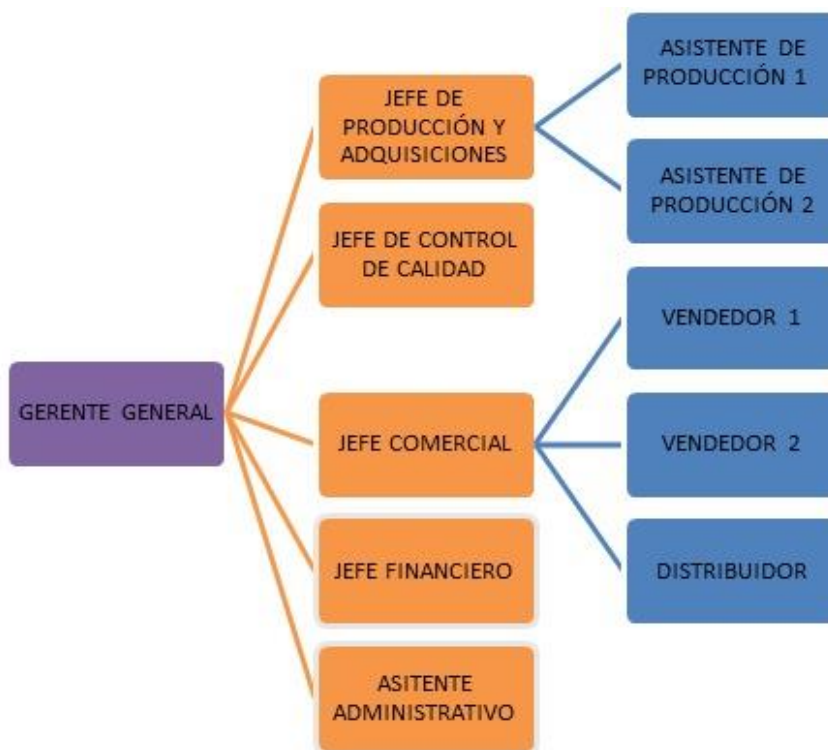 GERENTE GENERAL
JEFE DE
PRODUCCIÓN Y
ADQUISICIONES
JEFE DE CONTROL
DE CALIDAD
JEFE COMERCIAL
JEFE FINANCIERO
ASITENTE
ADMINISTRATIVO
ASISTENTE DE
PRODUCCIÓN 1
ASISTENTE DE
PRODUCCIÓN 2
VENDEDOR 1
VENDEDOR 2
DISTRIBUIDOR